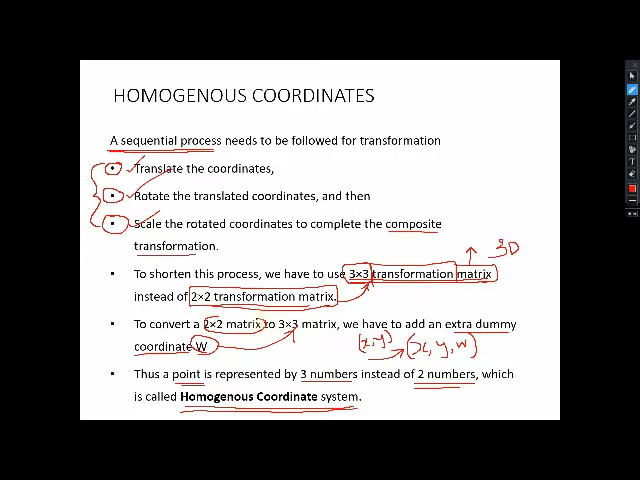 HOMOGENOUS COORDINATES
A sequential process needs to be followed for transformation
• Translate the coordinates,
• Rotate the translated coordinates, and then
• Scale the rotated coordinates to complete the composite
transformation.
3D
• To shorten this process, we have to use 3×3 transformation matrix
instead of 2×2 transformation matrix.
• To convert a 2×2 matrix to 3×3 matrix, we have to add an extra dummy
coordinate W
(x,y) → (x, y, w)
• Thus a point is represented by 3 numbers instead of 2 numbers, which
is called Homogenous Coordinate system.